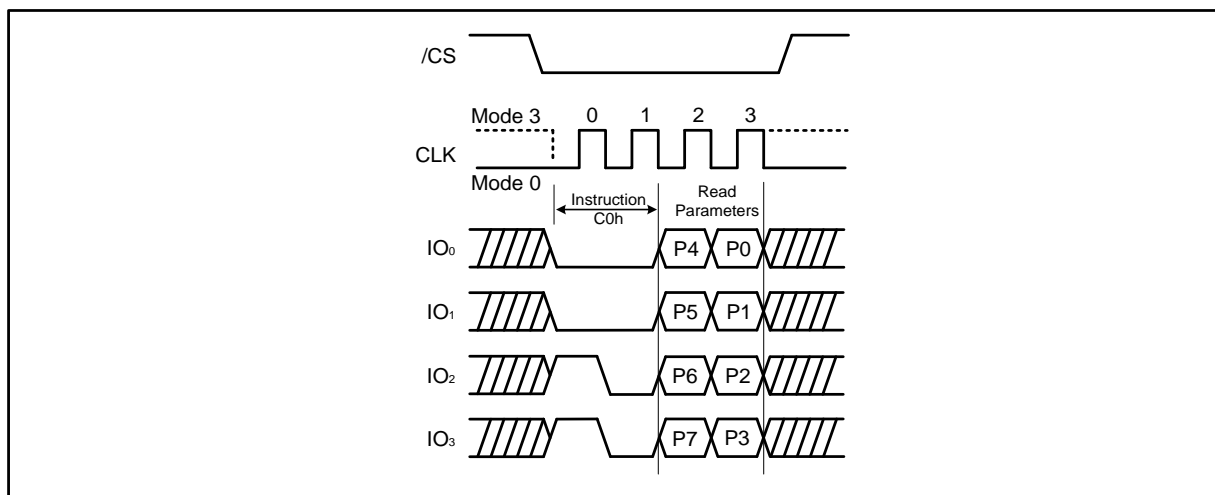 /CS
Mode 3 0 1 2 3
CLK
Mode 0
Instruction
C0h
Read
Parameters
IO₀ P4 P0
IO₁ P5 P1
IO₂ P6 P2
IO₃ P7 P3